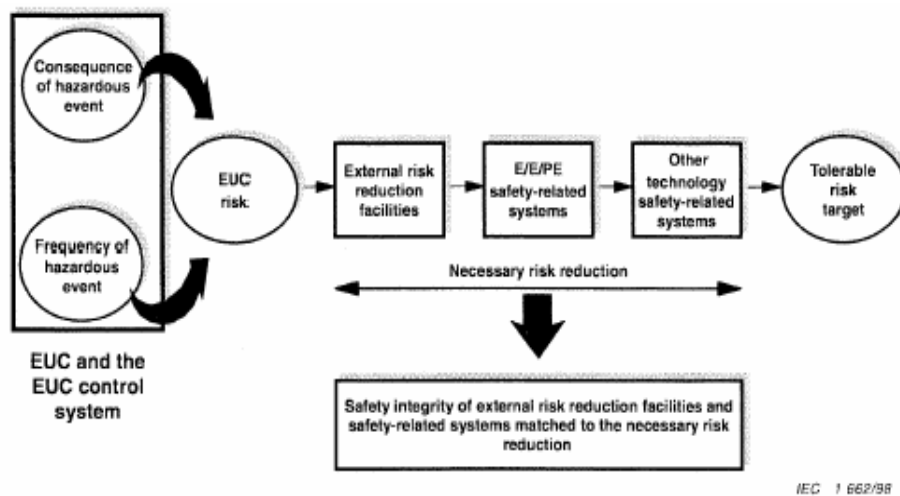 Consequence
of hazardous
event
Frequency of
hazardous
event
EUC and the
EUC control
system
EUC
risk
External risk
reduction
facilities
E/E/PE
safety-related
systems
Other
technology
safety-related
systems
Tolerable
risk
target
Necessary risk reduction
Safety integrity of external risk reduction facilities and
safety-related systems matched to the necessary risk
reduction
IEC 1 662/98